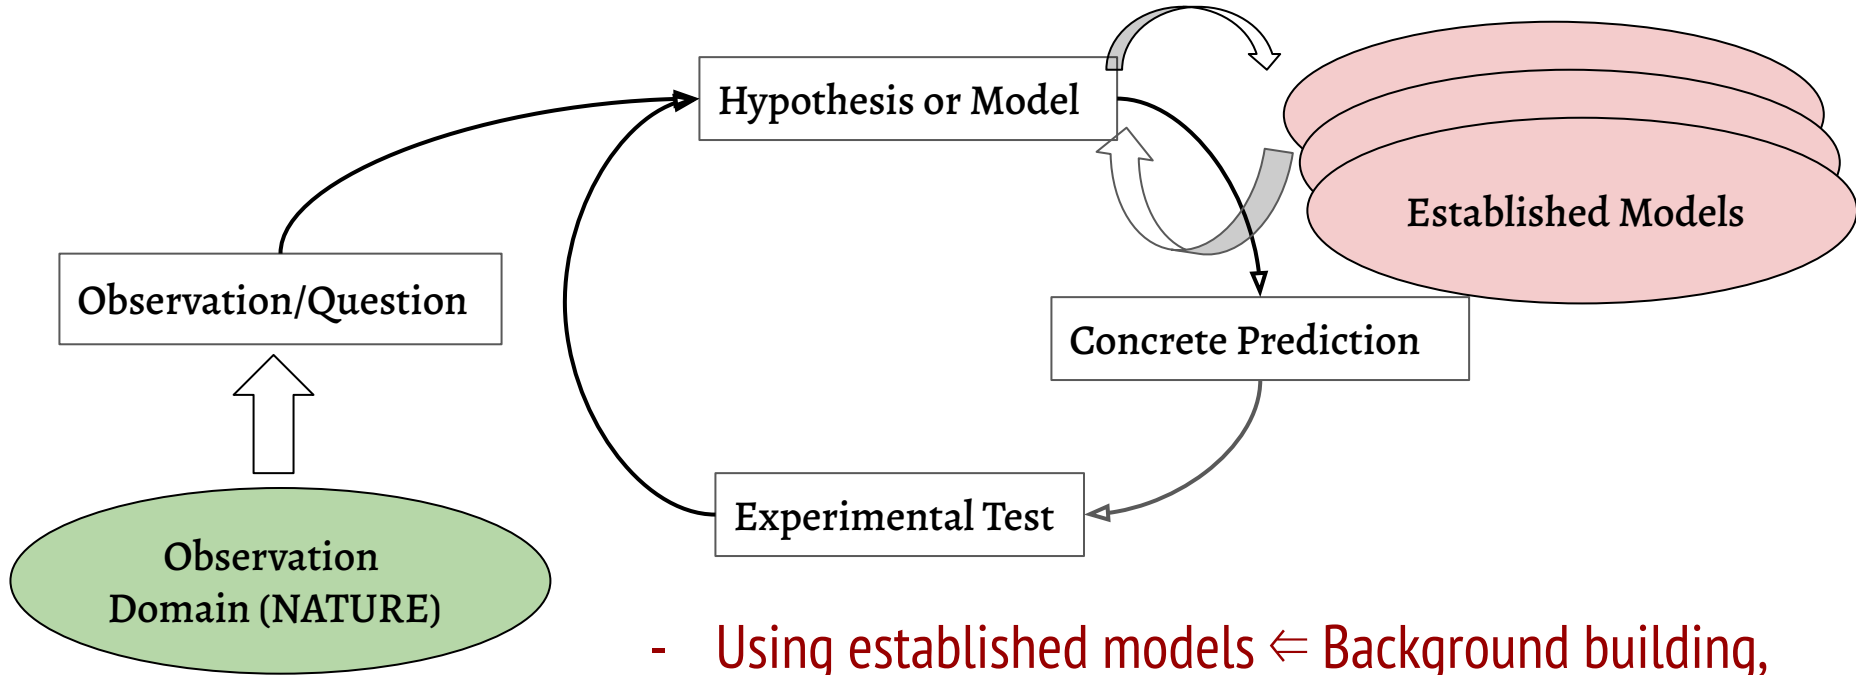 Hypothesis or Model
Established Models
Observation/Question
Concrete Prediction
Experimental Test
Observation
Domain (NATURE)
- Using established models ⇐ Background building,